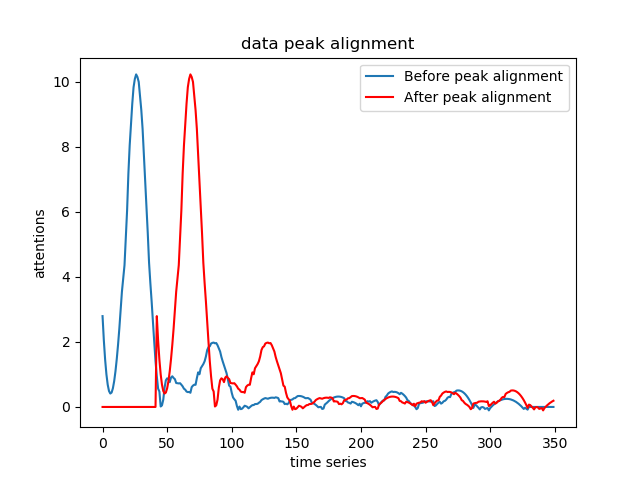 data peak alignment
Before peak alignment
After peak alignment
attentions
10
8
6
4
2
0
0 50 100 150 200 250 300 350
time series